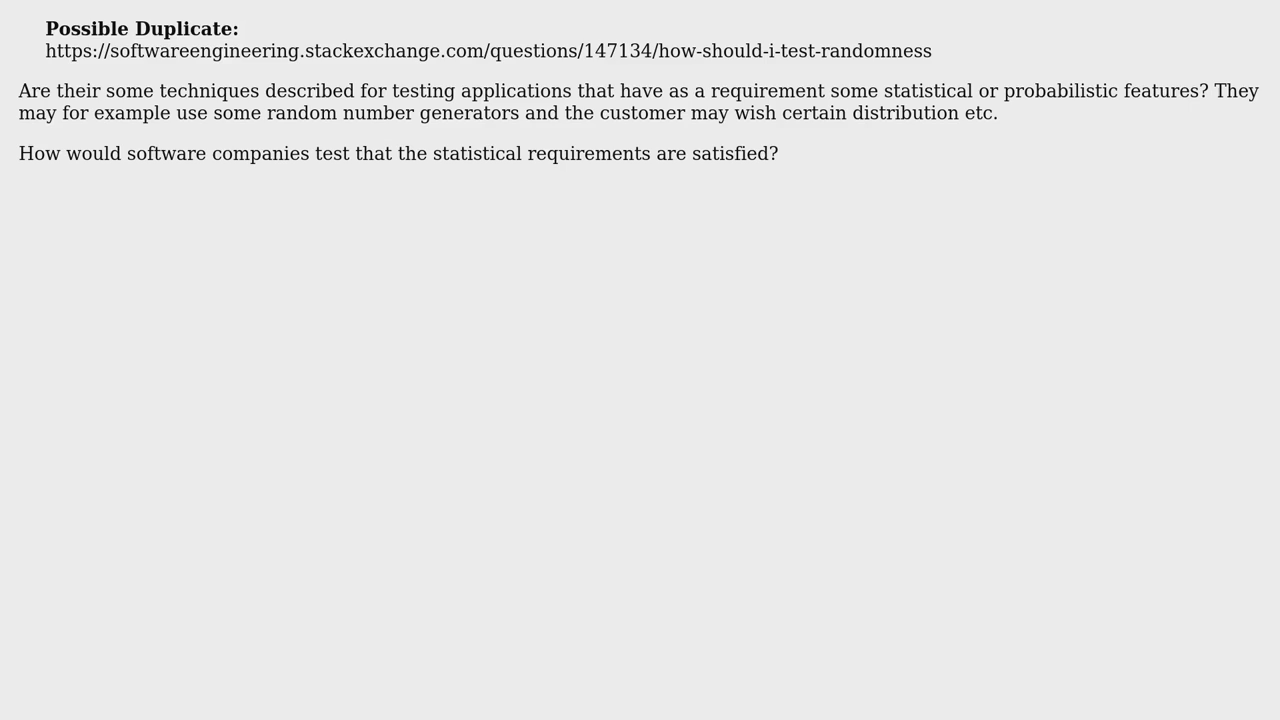 Possible Duplicate:
https://softwareengineering.stackexchange.com/questions/147134/how-should-i-test-randomness
Are their some techniques described for testing applications that have as a requirement some statistical or probabilistic features? They
may for example use some random number generators and the customer may wish certain distribution etc.
How would software companies test that the statistical requirements are satisfied?